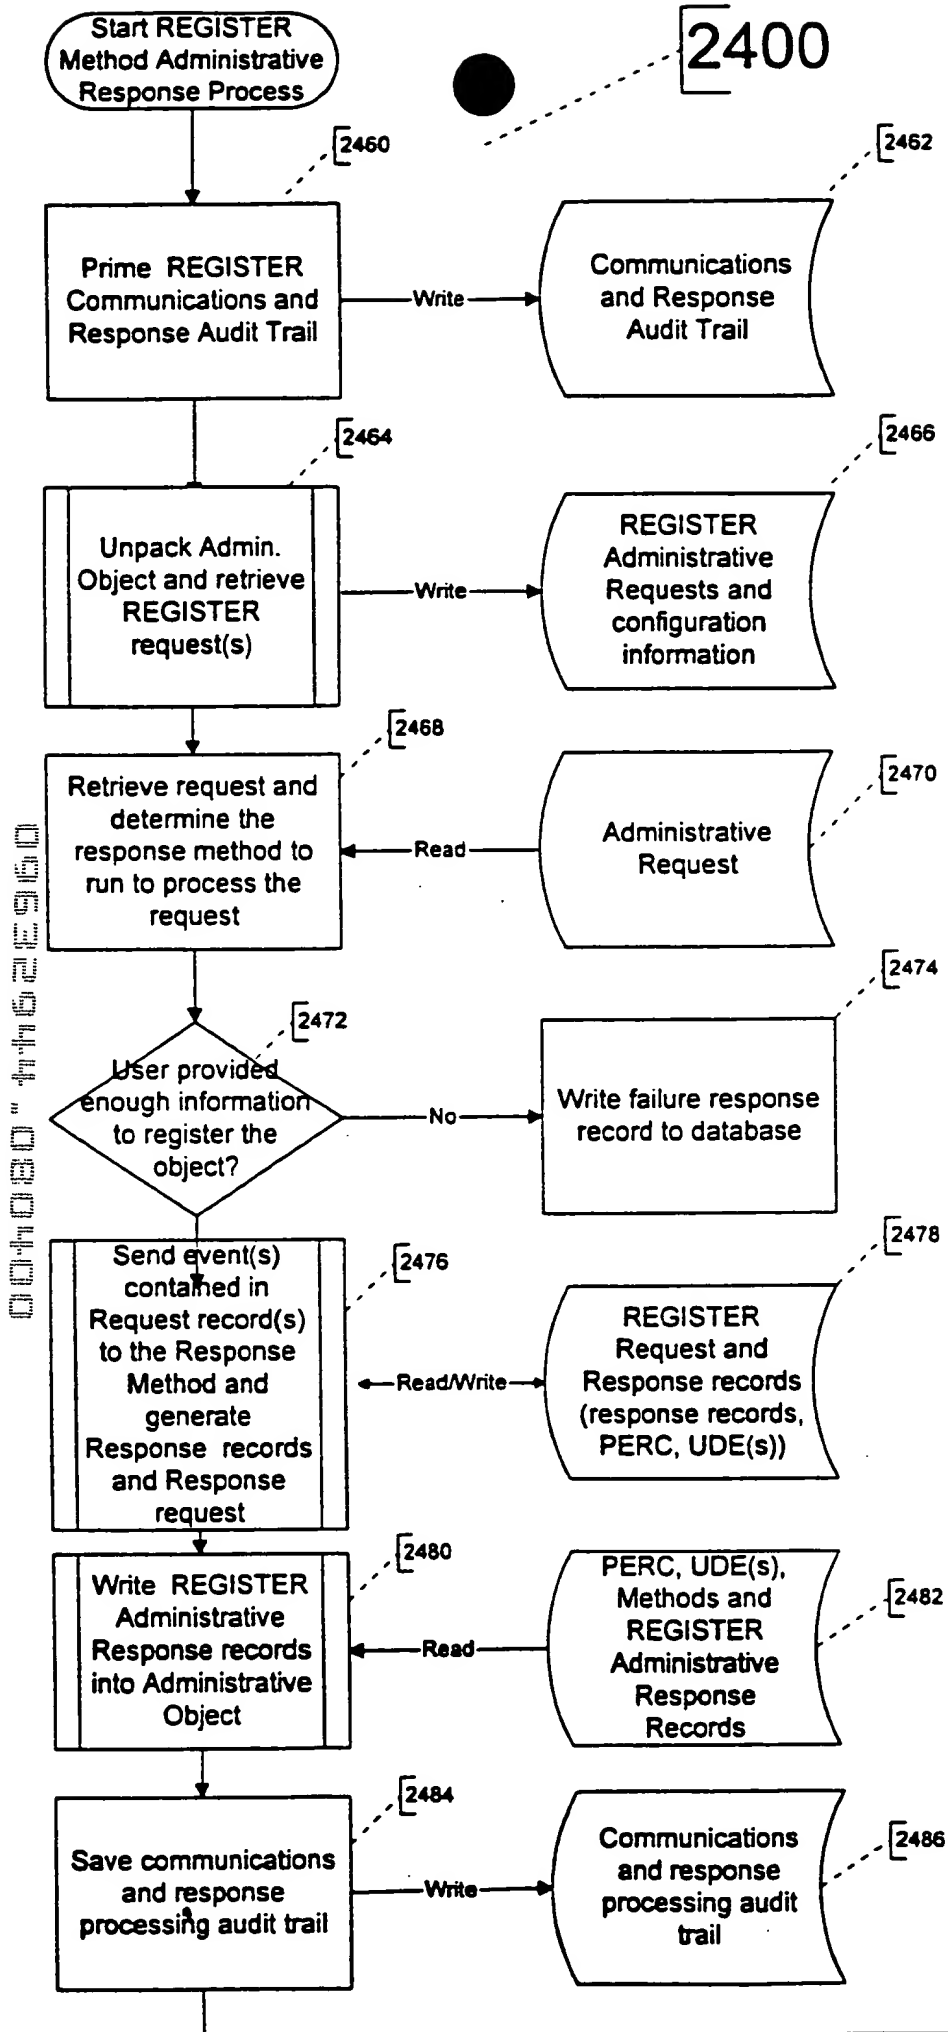 Start REGISTER
Method Administrative
Response Process
2400
2460
2462
Prime REGISTER
Communications and
Response Audit Trail
Write
Communications
and Response
Audit Trail
2464
2466
Unpack Admin.
Object and retrieve
REGISTER
request(s)
Write
REGISTER
Administrative
Requests and
configuration
information
2468
2470
Retrieve request and
determine the
response method to
run to process the
request
Read
Administrative
Request
2472
2474
User provided
enough information
to register the
object?
No
Write failure response
record to database
2476
2478
Send event(s)
contained in
Request record(s)
to the Response
Method and
generate
Response records
and Response
request
Read/Write
REGISTER
Request and
Response records
(response records,
PERC, UDE(s))
2480
2482
Write REGISTER
Administrative
Response records
into Administrative
Object
Read
PERC, UDE(s),
Methods and
REGISTER
Administrative
Response
Records
2484
2486
Save communications
and response
processing audit trail
Write
Communications
and response
processing audit
trail
09632944.080400